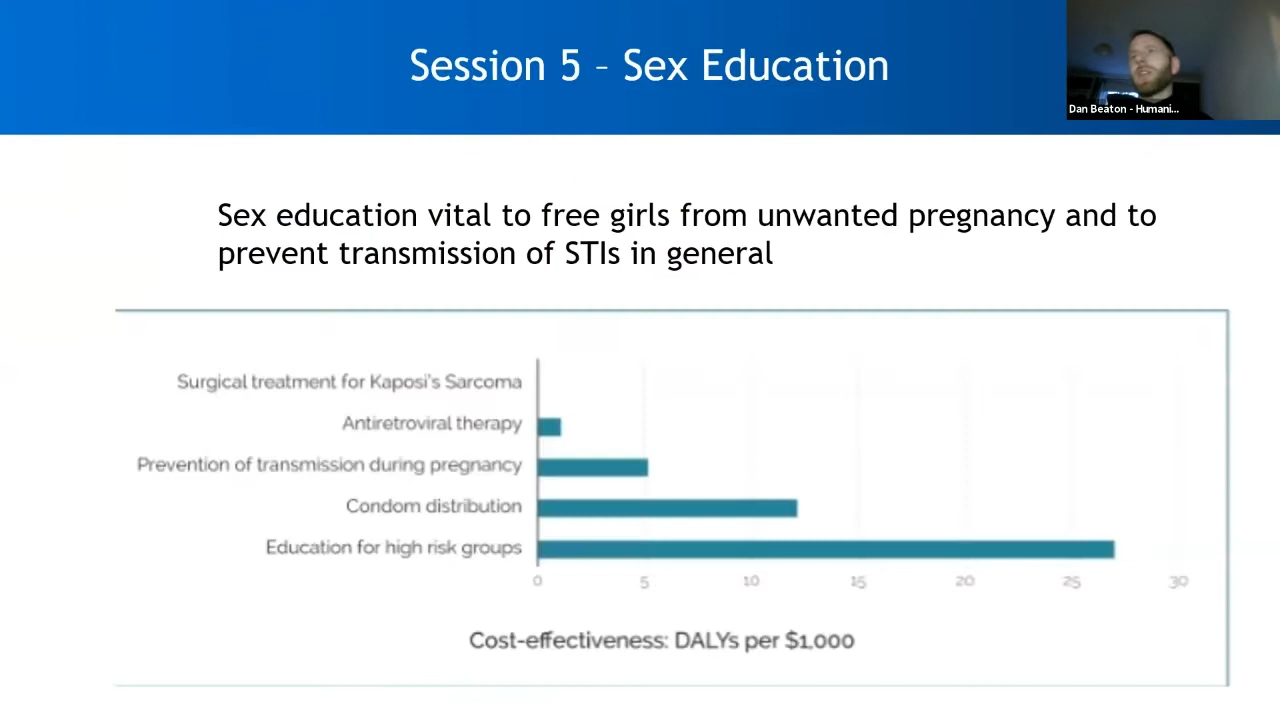 Session 5 – Sex Education
Dan Beaton - Humani...
Sex education vital to free girls from unwanted pregnancy and to
prevent transmission of STIs in general
Surgical treatment for Kaposi's Sarcoma
Antiretroviral therapy
Prevention of transmission during pregnancy
Condom distribution
Education for high risk groups
0 5 10 15 20 25 30
Cost-effectiveness: DALYs per $1,000